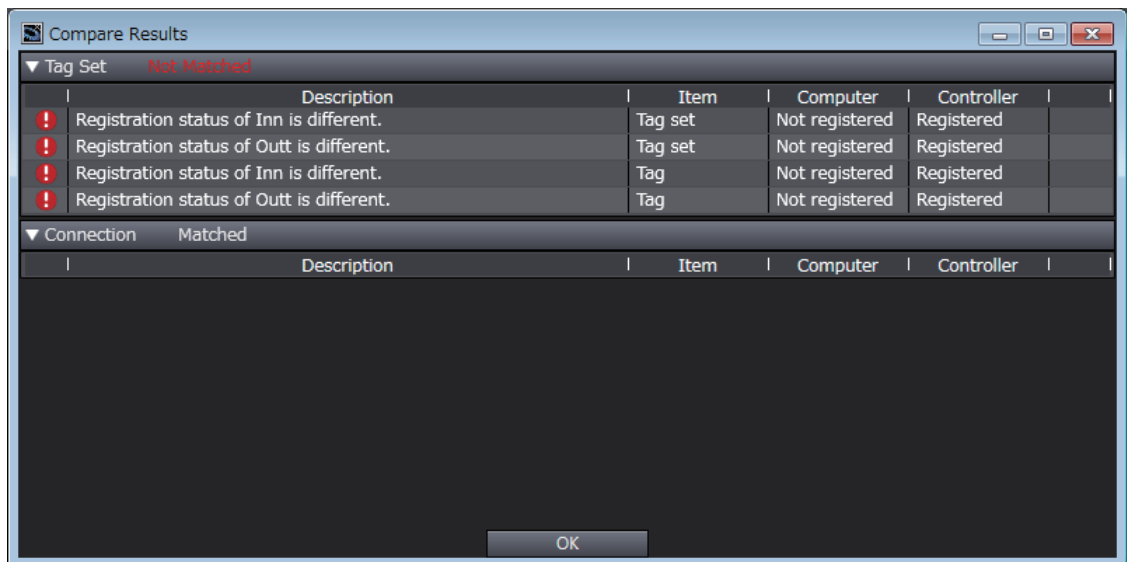 Compare Results
▼ Tag Set Not Matched
Description Item Computer Controller
Registration status of Inn is different. Tag set Not registered Registered
Registration status of Outt is different. Tag set Not registered Registered
Registration status of Inn is different. Tag Not registered Registered
Registration status of Outt is different. Tag Not registered Registered
▼ Connection Matched
Description Item Computer Controller
OK